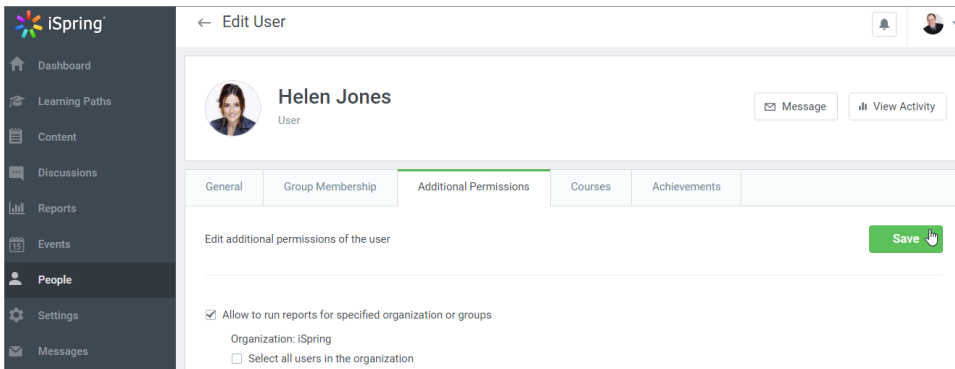 iSpring
← Edit User
Dashboard
Learning Paths
Content
Discussions
Reports
15 Events
People
Settings
Messages
Helen Jones
User
Message
View Activity
General
Group Membership
Additional Permissions
Courses
Achievements
Edit additional permissions of the user
Save
Allow to run reports for specified organization or groups
Organization: iSpring
Select all users in the organization